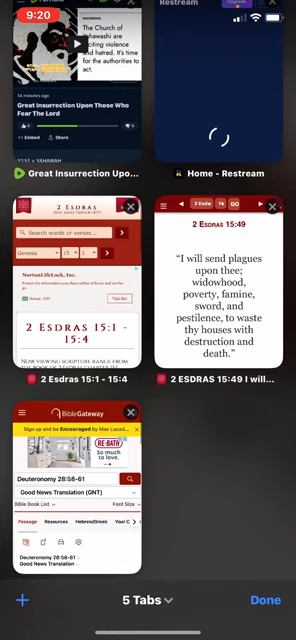 9:20
The Church of
Yahawashi are
citing violence
and hatred. It's
time for the
authorities to
act.
14 minutes ago
Great Insurrection Upon Those Who
Fear The Lord
6
<> Embed
Share
Great Insurrection Upo...
Restream
Upgrade
Home - Restream
2 ESDRAS
Search words or verses...
Genesis
15
1
NortonLifeLock, Inc.
Visit Site
2 ESDRAS 15:1 -
15:4
NOW VIEWING SCRIPTURE RANGE FROM
2 Esdras 15:1 - 15:4
2 Esdr
15
GO
2 ESDRAS 15:49
“I will send plagues
upon thee;
widowhood,
poverty, famine,
sword, and
pestilence, to waste
thy houses with
destruction and
death.”
2 ESDRAS 15:49 I will...
BibleGateway
Sign up and be Encouraged by Max Lucad...
RE-BATH
So much
to love.
Deuteronomy 28:58-61
Good News Translation (GNT)
Bible Book List
Font Size
Passage
Resources
Hebrew/Greek
Your C
Deuteronomy 28:58-61
Good News Translation
5 Tabs
Done